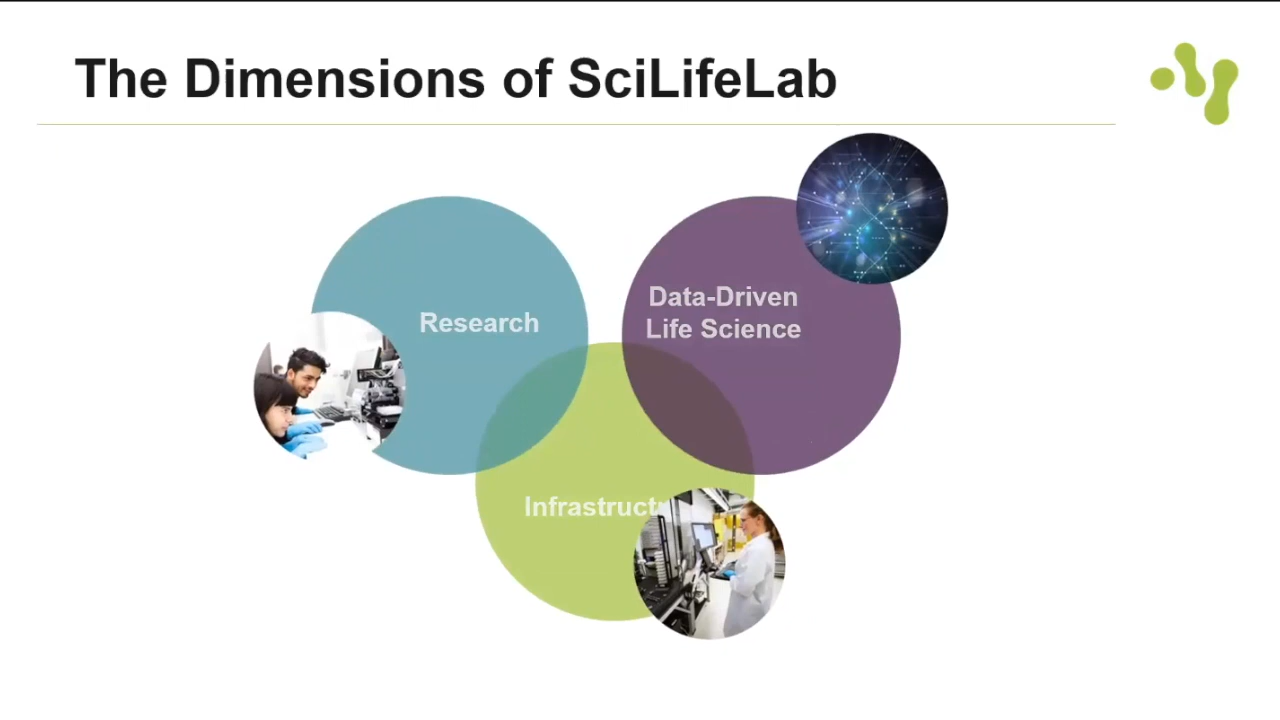 The Dimensions of SciLifeLab
Research
Data-Driven
Life Science
Infrastruct